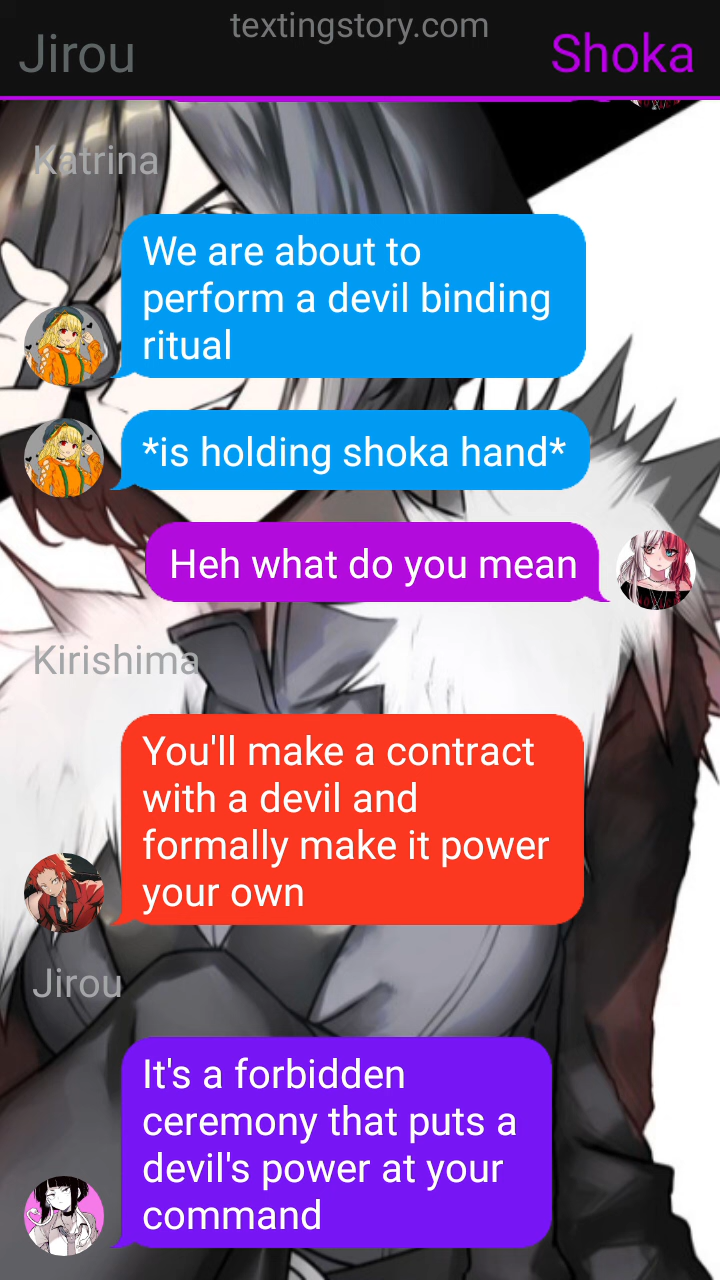 textingstory.com
Jirou
Shoka
Katrina
We are about to
perform a devil binding
ritual
*is holding shoka hand*
Heh what do you mean
Kirishima
You'll make a contract
with a devil and
formally make it power
your own
Jirou
It's a forbidden
ceremony that puts a
devil's power at your
command